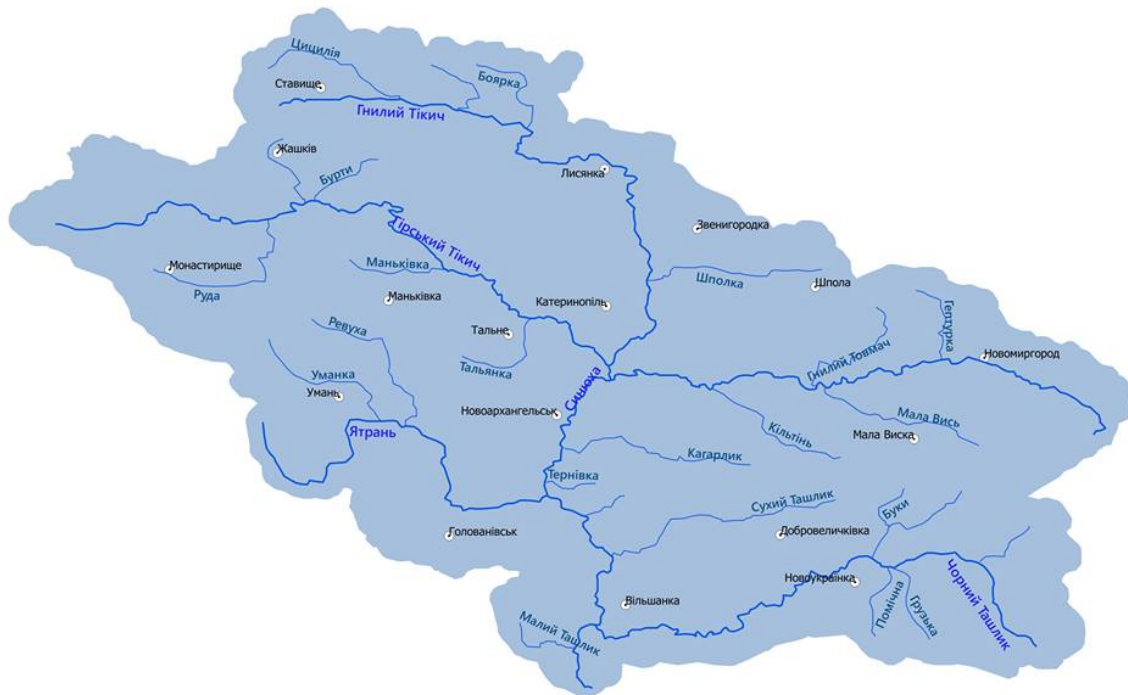 Цицилія
Ставище
Боярка
Гнилий Тікич
Жашків
Бурти
Лисянка
Звенигородка
Гірський Тікич
Маньківка
Монастирище
Руда
Маньківка
Шполка
Шпола
Катеринопіль
Гептурка
Ревуха
Тальне
Гнилий Товмач
Новомиргород
Тальянка
Уманка
Умань
Синюха
Новоархангельськ
Ятрань
Мала Вись
Мала Виска
Кільтінь
Кагарлик
Тернівка
Сухий Ташлик
Буки
Голованівськ
Добровеличківка
Новоукраїнка
Вільшанка
Помічна
Грузька
Чорний Ташлик
Малий Ташлик